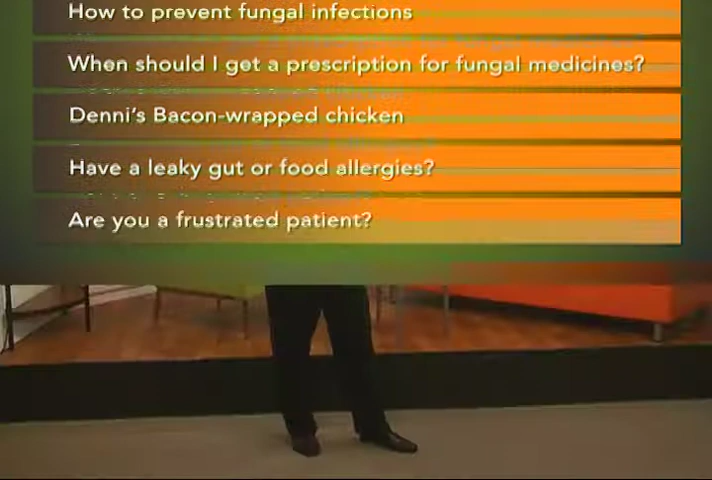 How to prevent fungal infections
When should I get a prescription for fungal medicines?
Denni's Bacon-wrapped chicken
Have a leaky gut or food allergies?
Are you a frustrated patient?